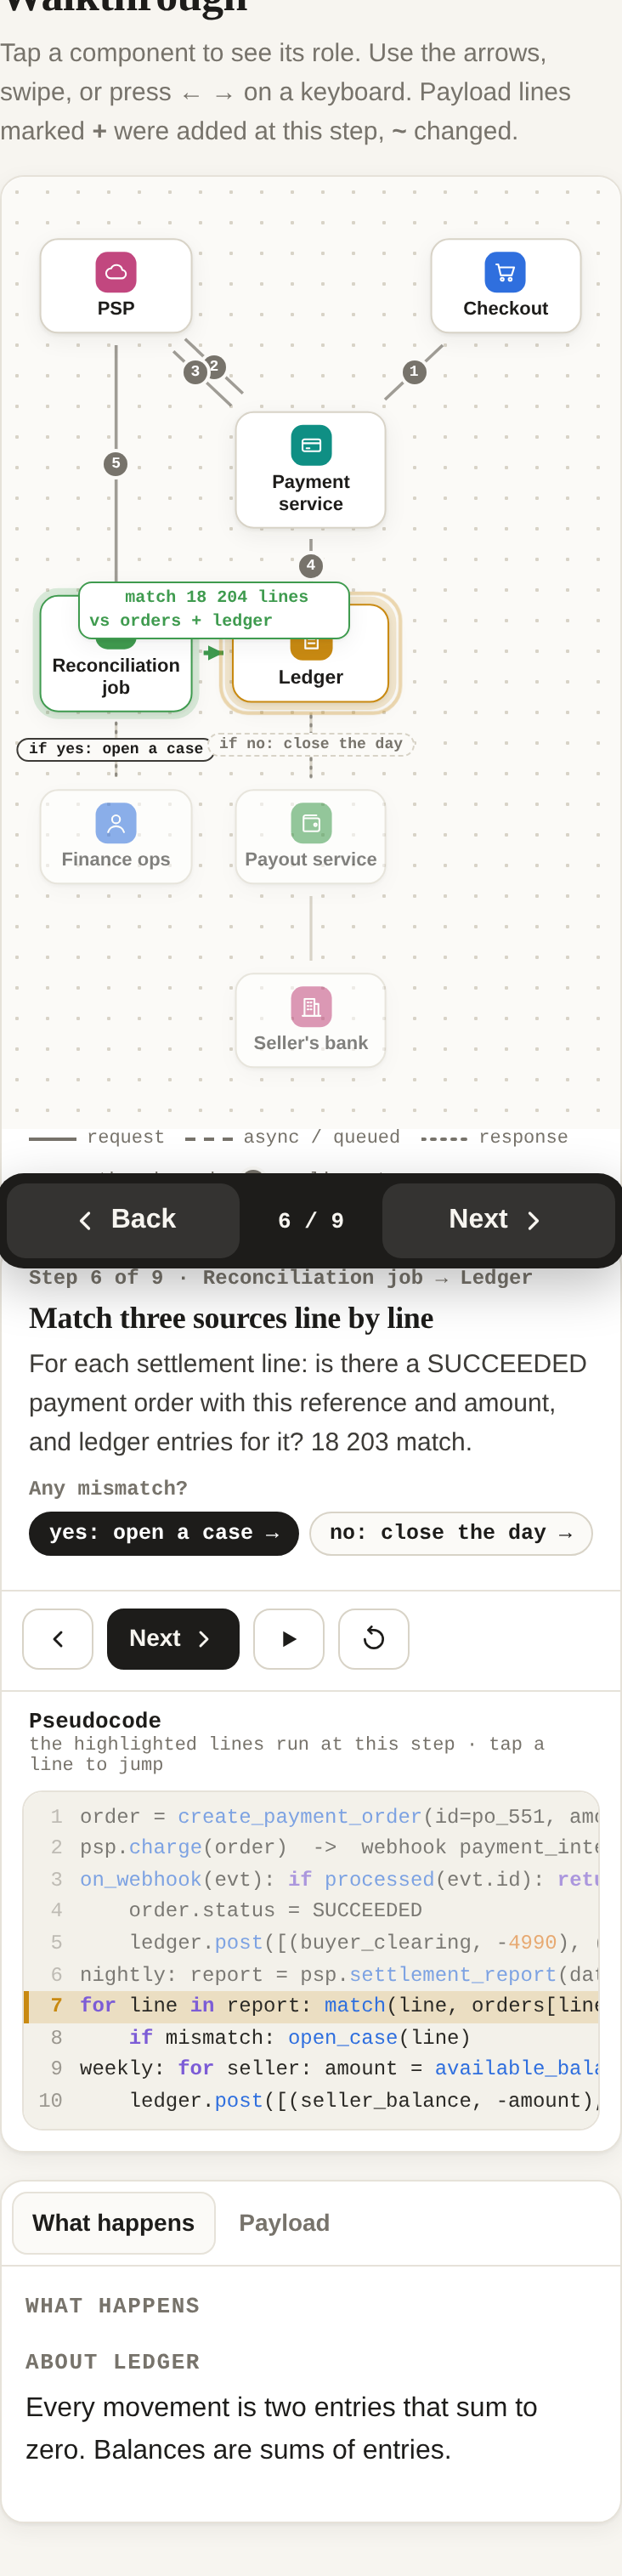 Walkthrough
Tap a component to see its role. Use the arrows,
swipe, or press ← → on a keyboard. Payload lines
marked + were added at this step, ~ changed.
PSP
Checkout
3
2
1
Payment
service
5
4
match 18 204 lines
vs orders + ledger
Reconciliation
job
Ledger
if yes: open a case
if no: close the day
Finance ops
Payout service
Seller's bank
request
async / queued
response
Back
6 / 9
Next
Step 6 of 9 · Reconciliation job → Ledger
Match three sources line by line
For each settlement line: is there a SUCCEEDED
payment order with this reference and amount,
and ledger entries for it? 18 203 match.
Any mismatch?
yes: open a case →
no: close the day →
Next
Pseudocode
the highlighted lines run at this step · tap a
line to jump
1 order = create_payment_order(id=po_551,
2 psp.charge(order) -> webhook
3 on_webhook(evt): if processed(evt.id):
4 order.status = SUCCEEDED
5 ledger.post([(buyer_clearing, -4990),
6 nightly: report = psp.settlement_report(
7 for line in report: match(line, orders[line
8 if mismatch: open_case(line)
9 weekly: for seller: amount =
10 ledger.post([(seller_balance, -amount)
What happens
Payload
WHAT HAPPENS
ABOUT LEDGER
Every movement is two entries that sum to
zero. Balances are sums of entries.